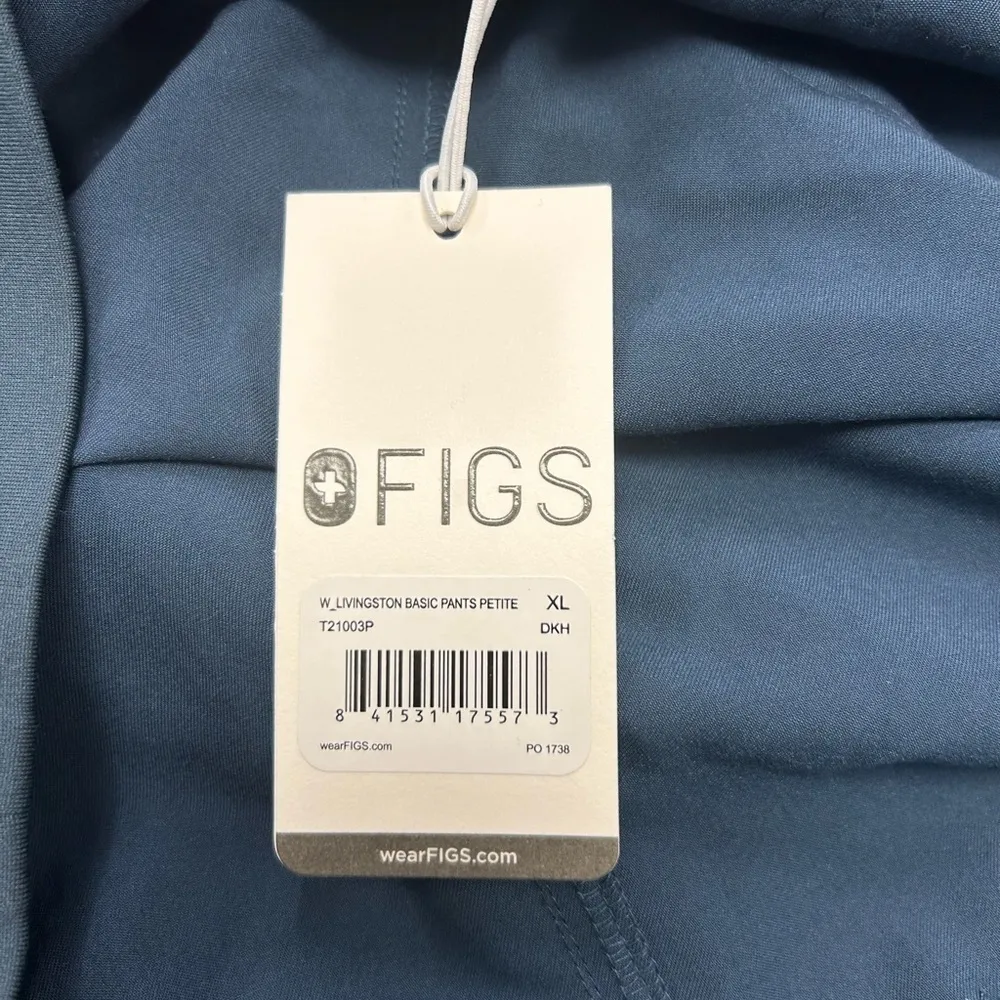 FIGS
W_LIVINGSTON BASIC PANTS PETITE XL
T21003P DKH
8 41531 17557 3
wearFIGS.com PO 1738
wearFIGS.com